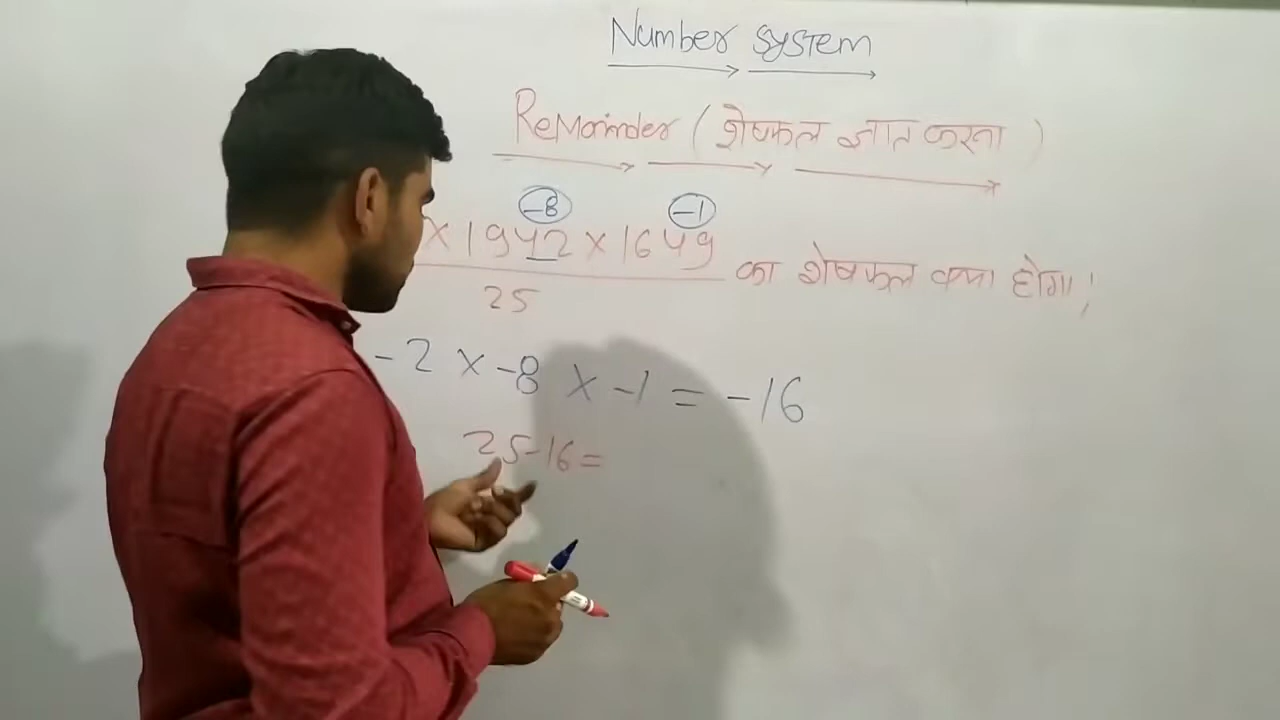 Number system
Remainder ( शेषफल ज्ञात करना )
-8 -1
x 1942 x 1649 का शेषफल क्या होगा !
25
-2 x -8 x -1 = -16
25-16=